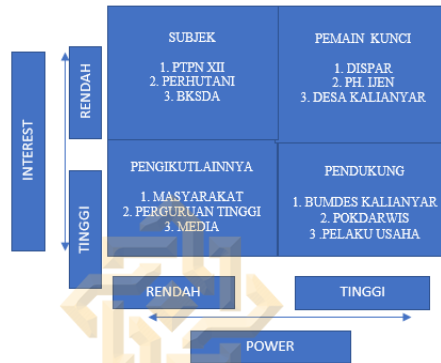 INTEREST
RENDAH
TINGGI
SUBJEK
1. PTPN XII
2. PERHUTANI
3. BKSDA
PEMAIN KUNCI
1. DISPAR
2. PH. IJEN
3. DESA KALIANYAR
PENGIKUTLAINNYA
1. MASYARAKAT
2. PERGURUAN TINGGI
3. MEDIA
PENDUKUNG
1. BUMDES KALIANYAR
2. POKDARWIS
3 .PELAKU USAHA
RENDAH
TINGGI
POWER